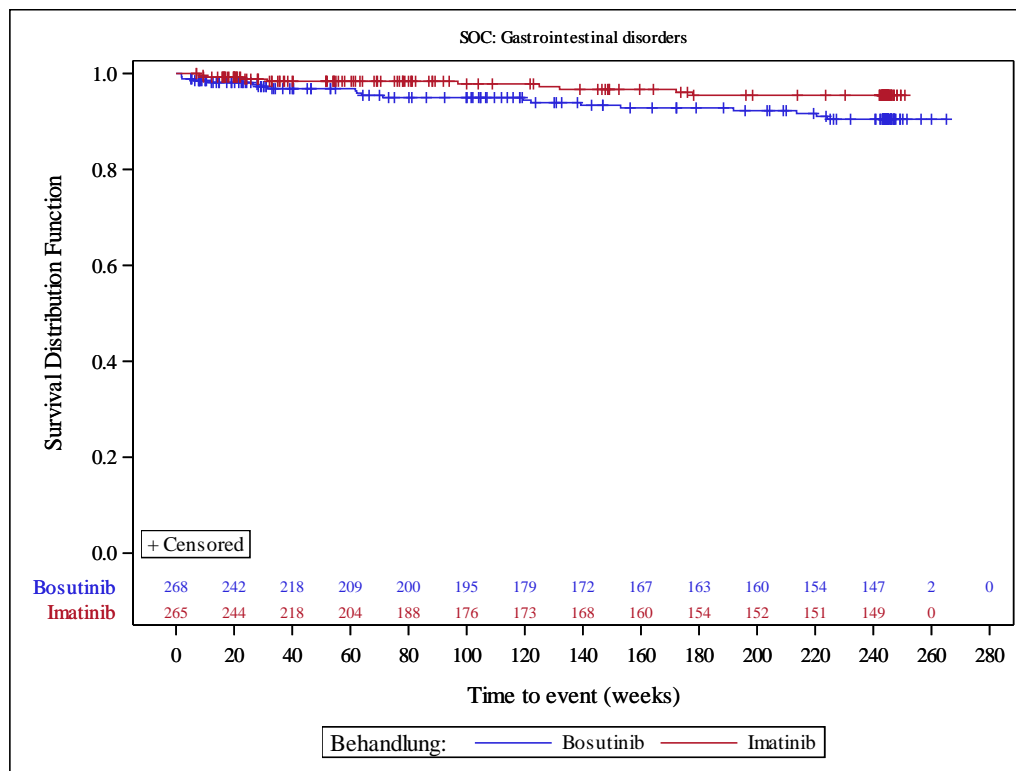 SOC: Gastrointestinal disorders
Survival Distribution Function
1.0
0.8
0.6
0.4
0.2
0.0
+ Censored
Bosutinib 268 242 218 209 200 195 179 172 167 163 160 154 147 2 0
Imatinib 265 244 218 204 188 176 173 168 160 154 152 151 149 0
0 20 40 60 80 100 120 140 160 180 200 220 240 260 280
Time to event (weeks)
Behandlung: Bosutinib Imatinib